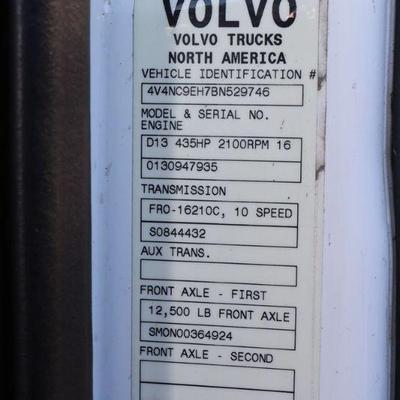 VOLVO
VOLVO TRUCKS
NORTH AMERICA
VEHICLE IDENTIFICATION #
4V4NC9EH7BN529746
MODEL & SERIAL NO.
ENGINE
D13 435HP 2100RPM 16
0130947935
TRANSMISSION
FRO-16210C, 10 SPEED
S0844432
AUX TRANS.
FRONT AXLE - FIRST
12,500 LB FRONT AXLE
SMON00364924
FRONT AXLE - SECOND